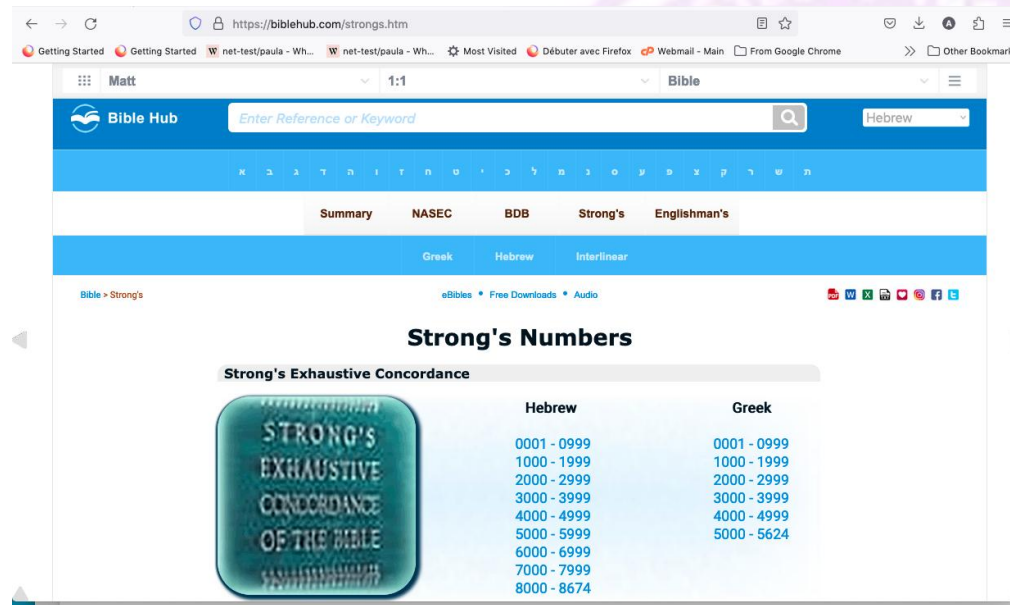 https://biblehub.com/strongs.htm
Getting Started Getting Started net-test/paula - Wh... net-test/paula - Wh... Most Visited Débuter avec Firefox Webmail - Main From Google Chrome Other Bookmar
Matt 1:1 Bible
Bible Hub Enter Reference or Keyword Hebrew
א ב ג ד ה ו ז ח ט י כ ל מ נ ס ע פ צ ק ר ש ת
Summary NASEC BDB Strong's Englishman's
Greek Hebrew Interlinear
Bible > Strong's eBibles • Free Downloads • Audio
Strong's Numbers
Strong's Exhaustive Concordance
STRONG'S
EXHAUSTIVE
CONCORDANCE
OF THE BIBLE
Hebrew Greek
0001 - 0999 0001 - 0999
1000 - 1999 1000 - 1999
2000 - 2999 2000 - 2999
3000 - 3999 3000 - 3999
4000 - 4999 4000 - 4999
5000 - 5999 5000 - 5624
6000 - 6999
7000 - 7999
8000 - 8674